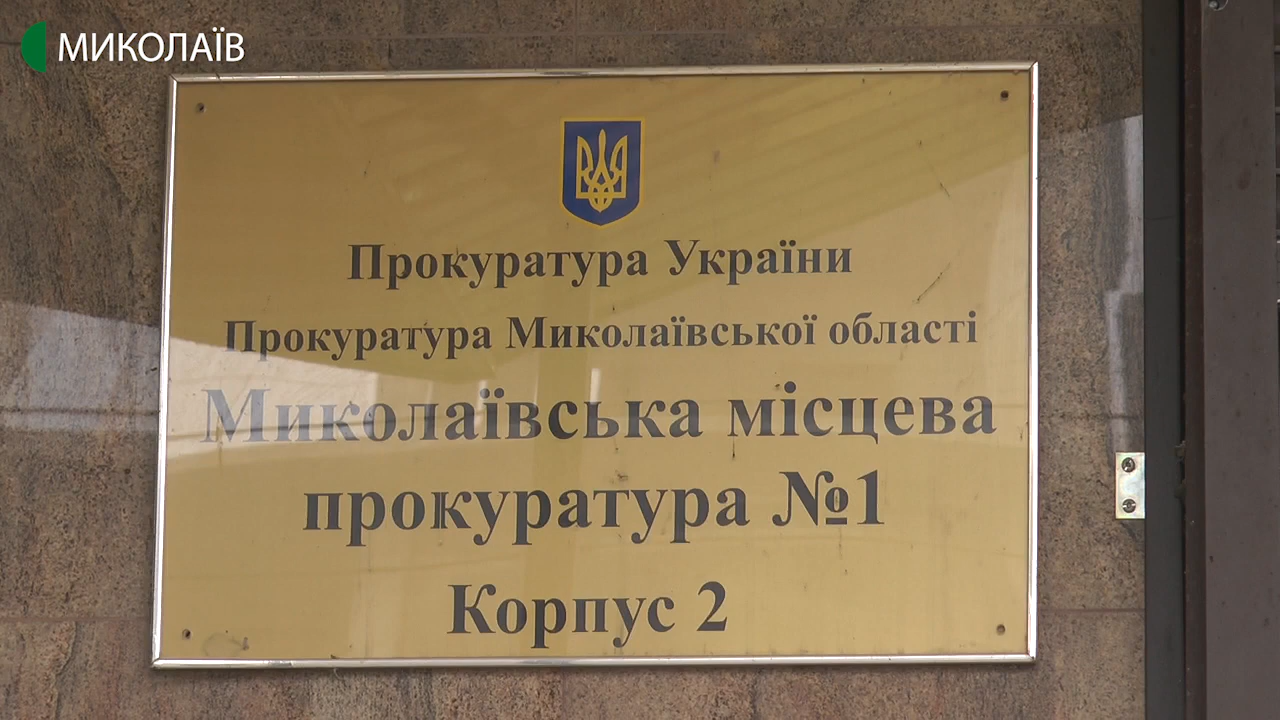 МИКОЛАЇВ
Прокуратура України
Прокуратура Миколаївської області
Миколаївська місцева
прокуратура №1
Корпус 2